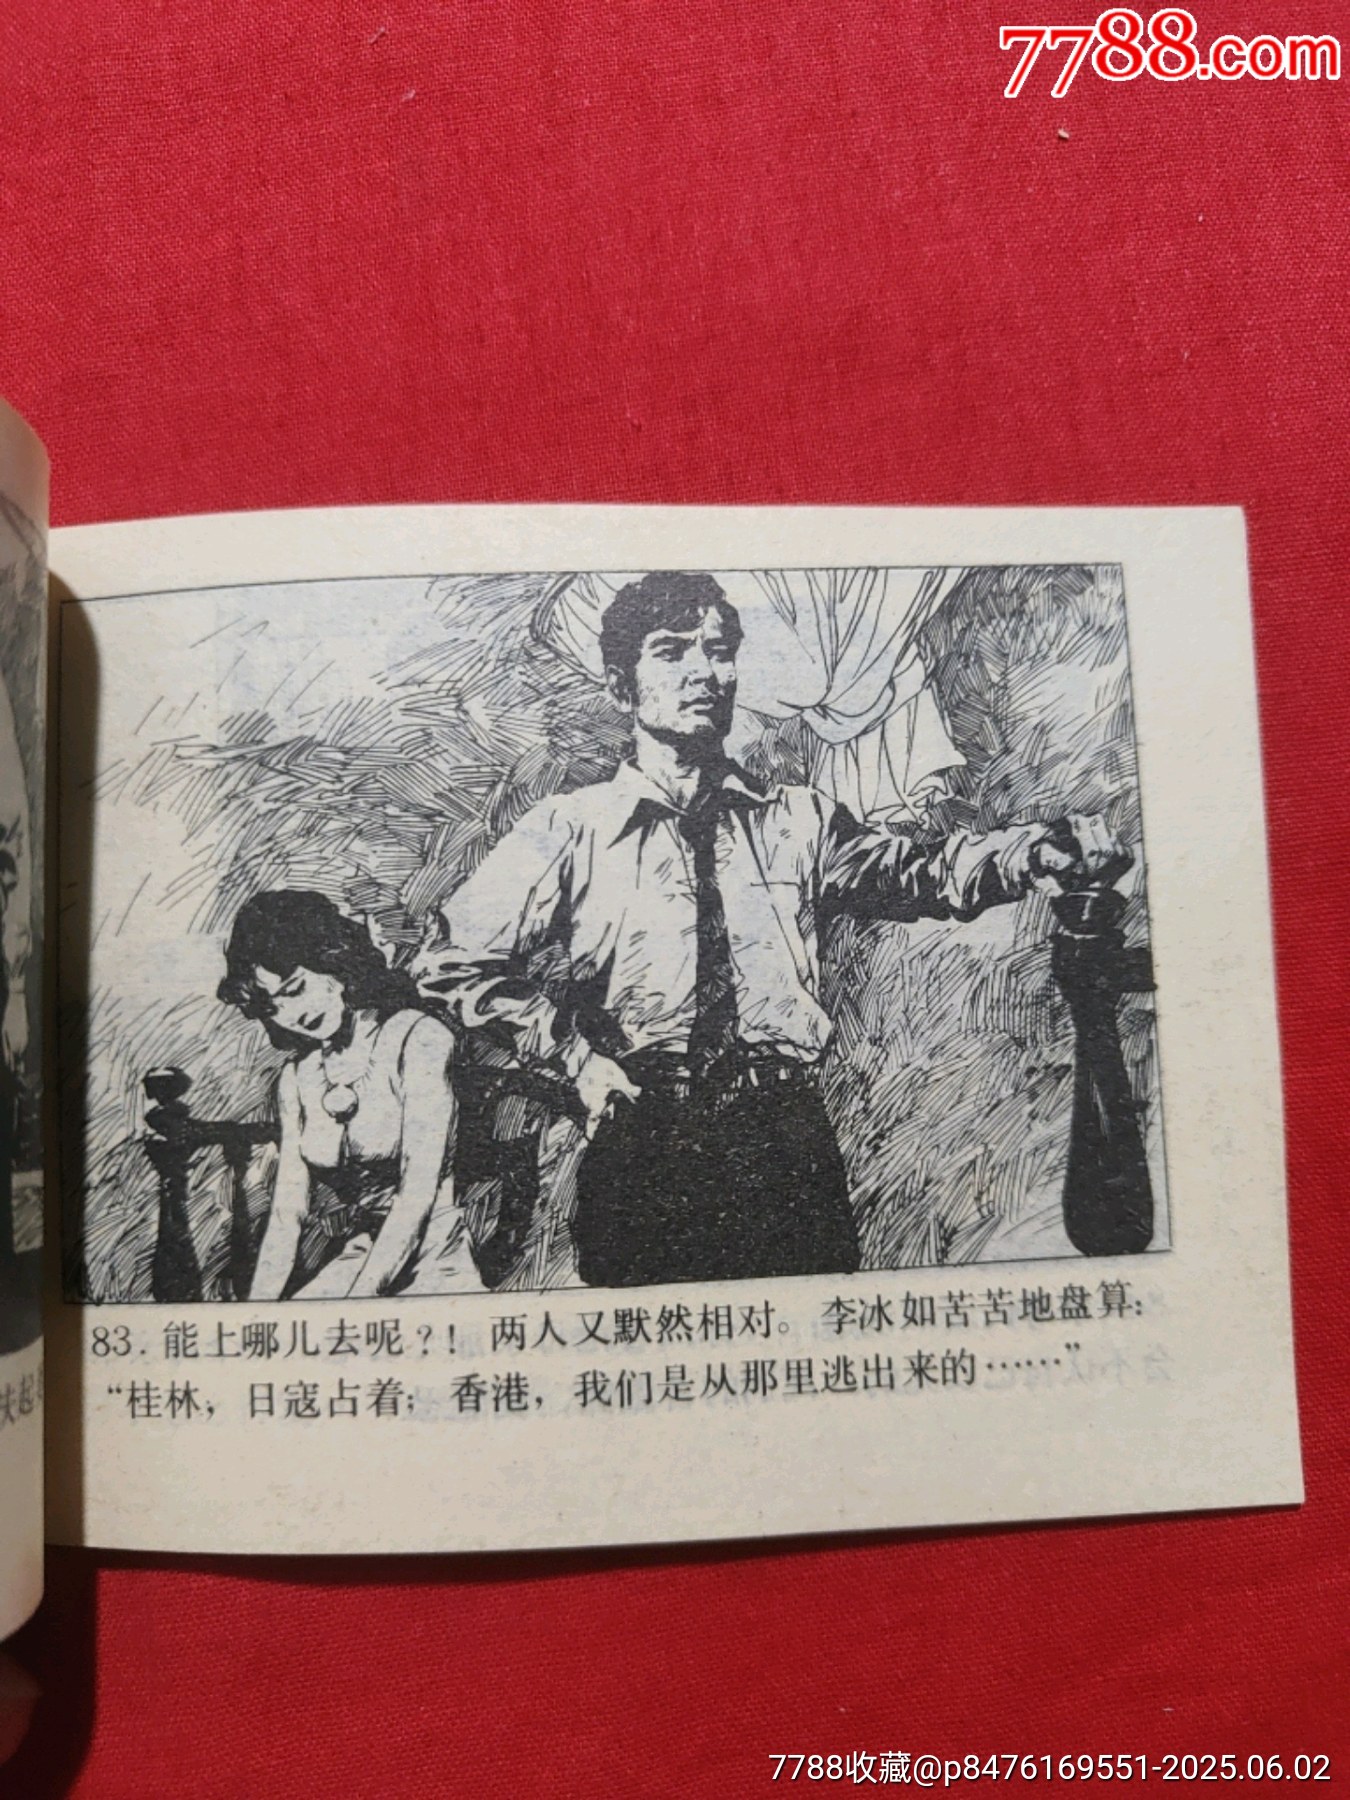 7788.com
83. 能上哪儿去呢？！ 两人又默然相对。 李冰如苦苦地盘算：
“桂林，日寇占着； 香港，我们是从那里逃出来的……”
7788收藏@p8476169551-2025.06.02